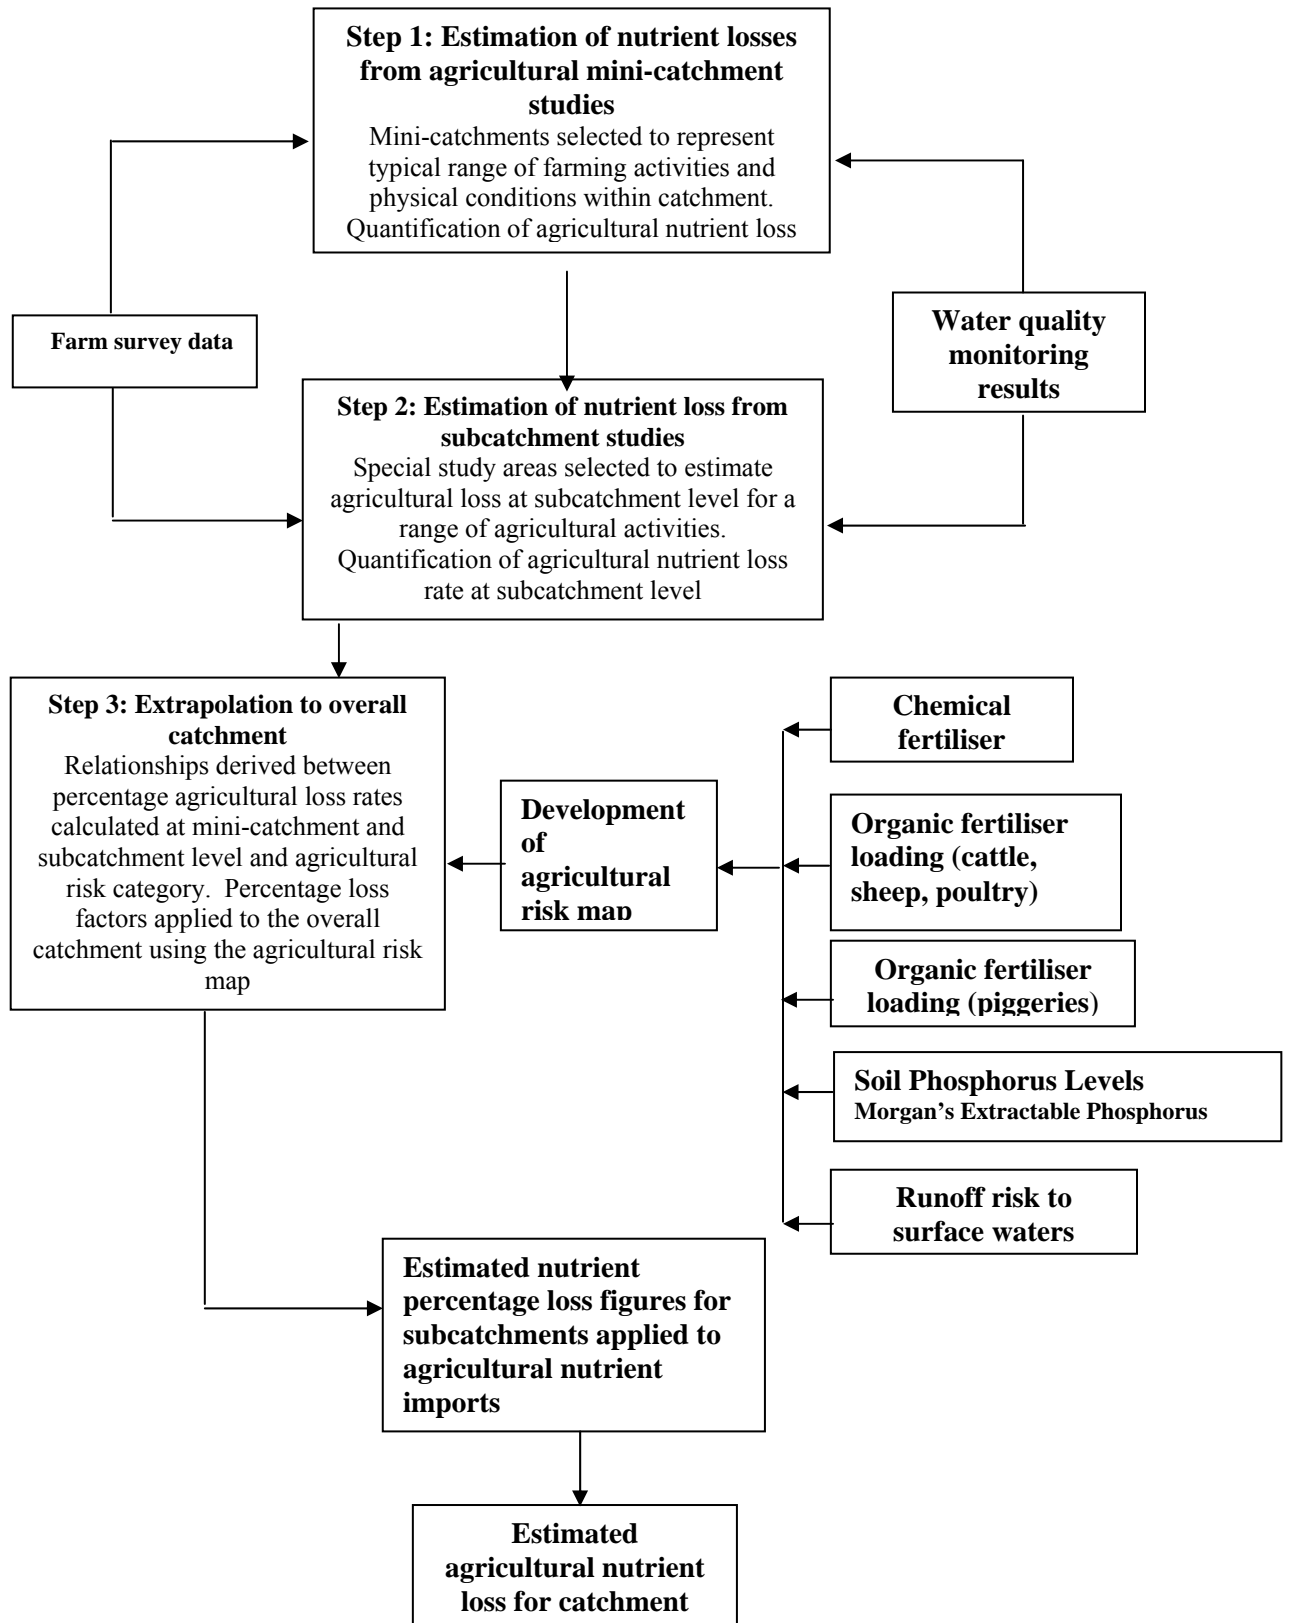 Step 1: Estimation of nutrient losses
from agricultural mini-catchment
studies
Mini-catchments selected to represent
typical range of farming activities and
physical conditions within catchment.
Quantification of agricultural nutrient loss
Farm survey data
Water quality
monitoring
results
Step 2: Estimation of nutrient loss from
subcatchment studies
Special study areas selected to estimate
agricultural loss at subcatchment level for a
range of agricultural activities.
Quantification of agricultural nutrient loss
rate at subcatchment level
Step 3: Extrapolation to overall
catchment
Relationships derived between
percentage agricultural loss rates
calculated at mini-catchment and
subcatchment level and agricultural
risk category.  Percentage loss
factors applied to the overall
catchment using the agricultural risk
map
Development
of
agricultural
risk map
Chemical
fertiliser
Organic fertiliser
loading (cattle,
sheep, poultry)
Organic fertiliser
loading (piggeries)
Soil Phosphorus Levels
Morgan’s Extractable Phosphorus
Runoff risk to
surface waters
Estimated nutrient
percentage loss figures for
subcatchments applied to
agricultural nutrient
imports
Estimated
agricultural nutrient
loss for catchment